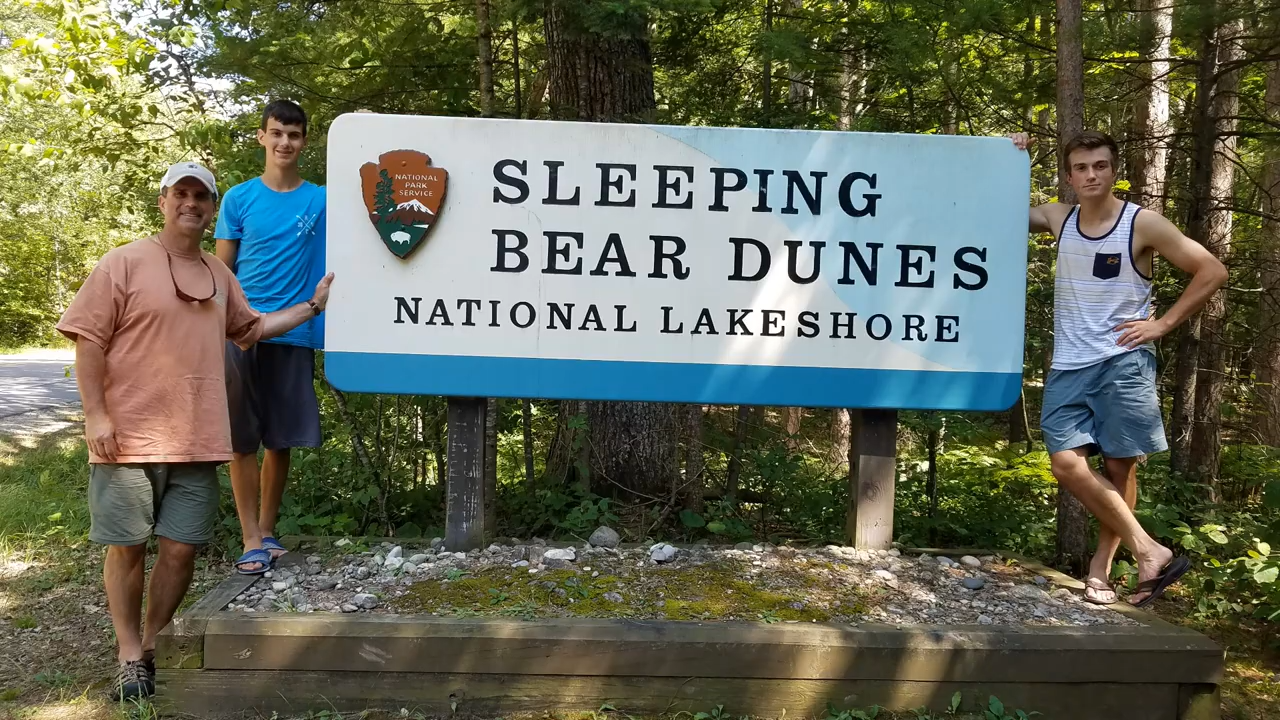 NATIONAL
PARK
SERVICE
SLEEPING
BEAR DUNES
NATIONAL LAKESHORE